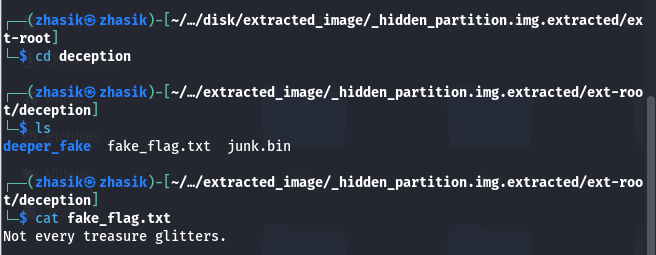 ┌──(zhasik㉿zhasik)-[~/…/disk/extracted_image/_hidden_partition.img.extracted/ex
t-root]
└─$ cd deception
┌──(zhasik㉿zhasik)-[~/…/extracted_image/_hidden_partition.img.extracted/ext-roo
t/deception]
└─$ ls
deeper_fake  fake_flag.txt  junk.bin
┌──(zhasik㉿zhasik)-[~/…/extracted_image/_hidden_partition.img.extracted/ext-roo
t/deception]
└─$ cat fake_flag.txt
Not every treasure glitters.